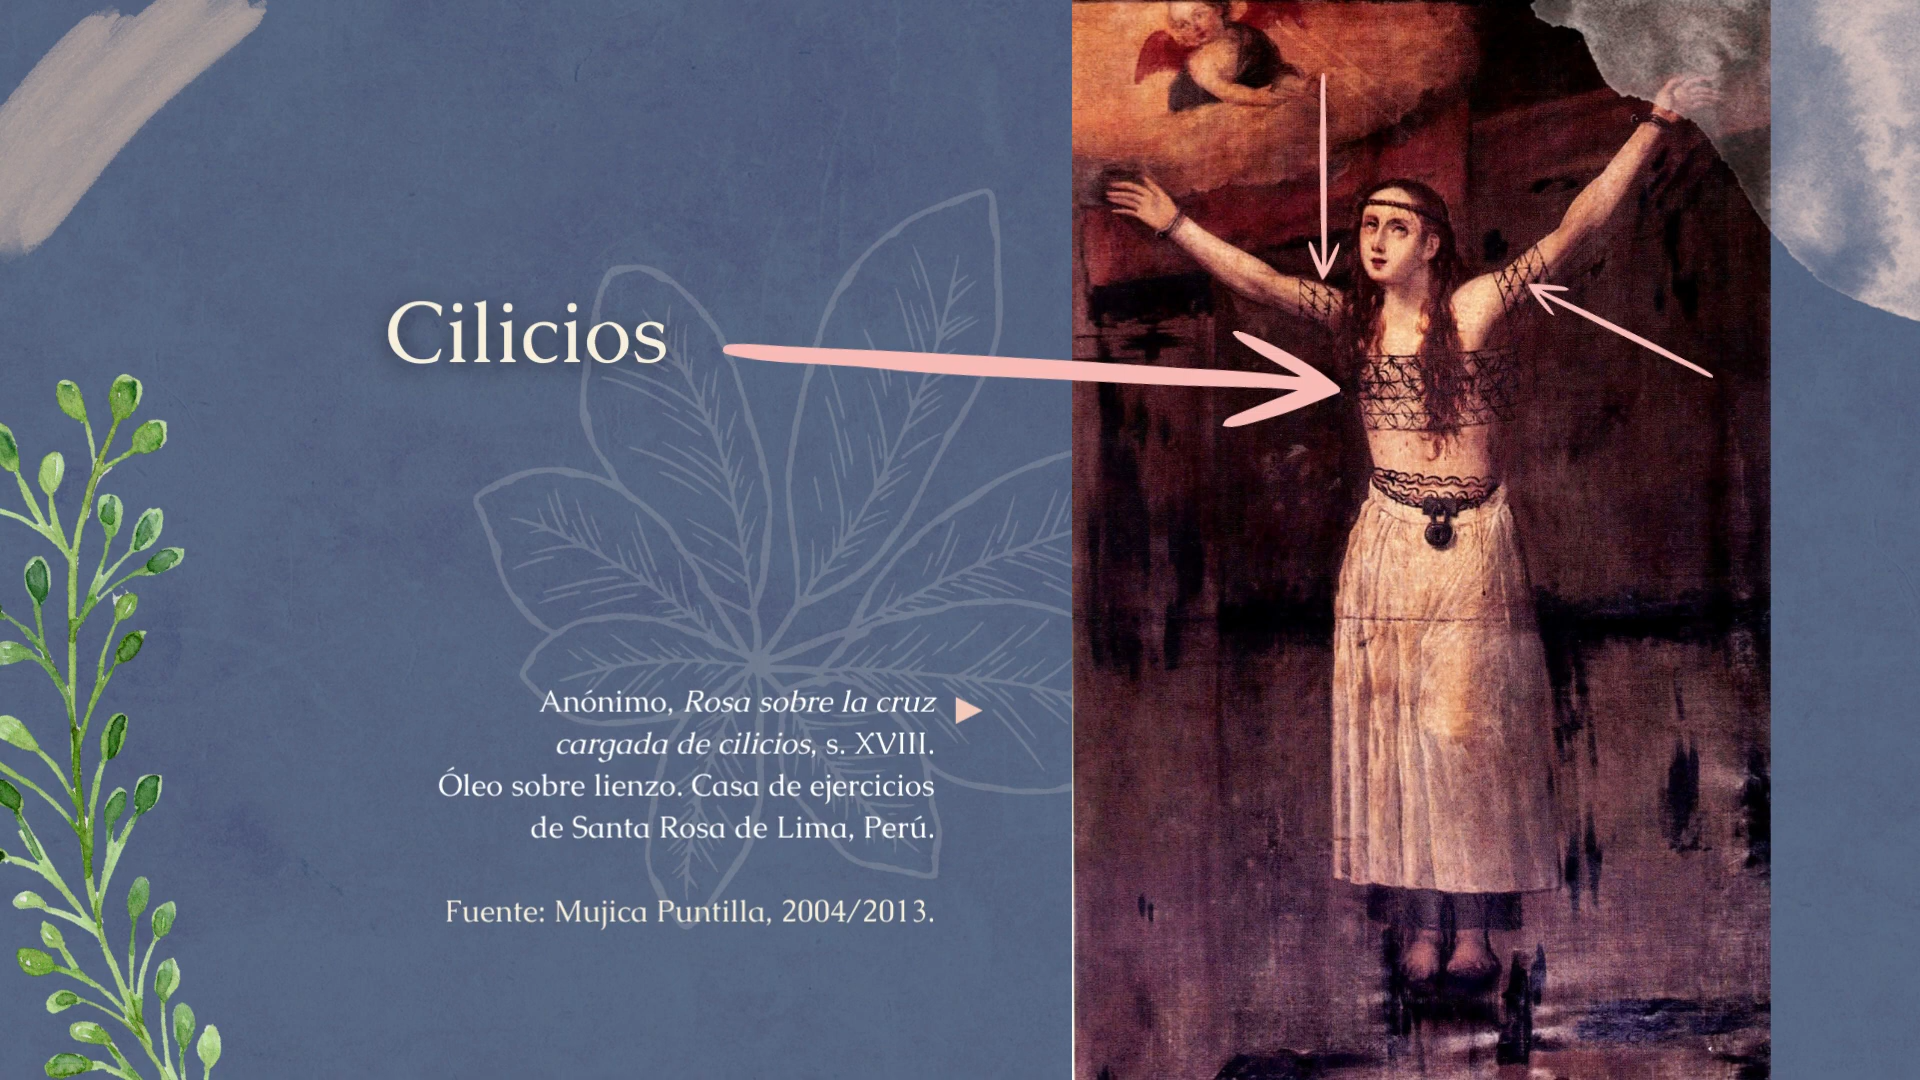 Cilicios
Anónimo, Rosa sobre la cruz
cargada de cilicios, s. XVIII.
Óleo sobre lienzo. Casa de ejercicios
de Santa Rosa de Lima, Perú.
Fuente: Mujica Puntilla, 2004/2013.